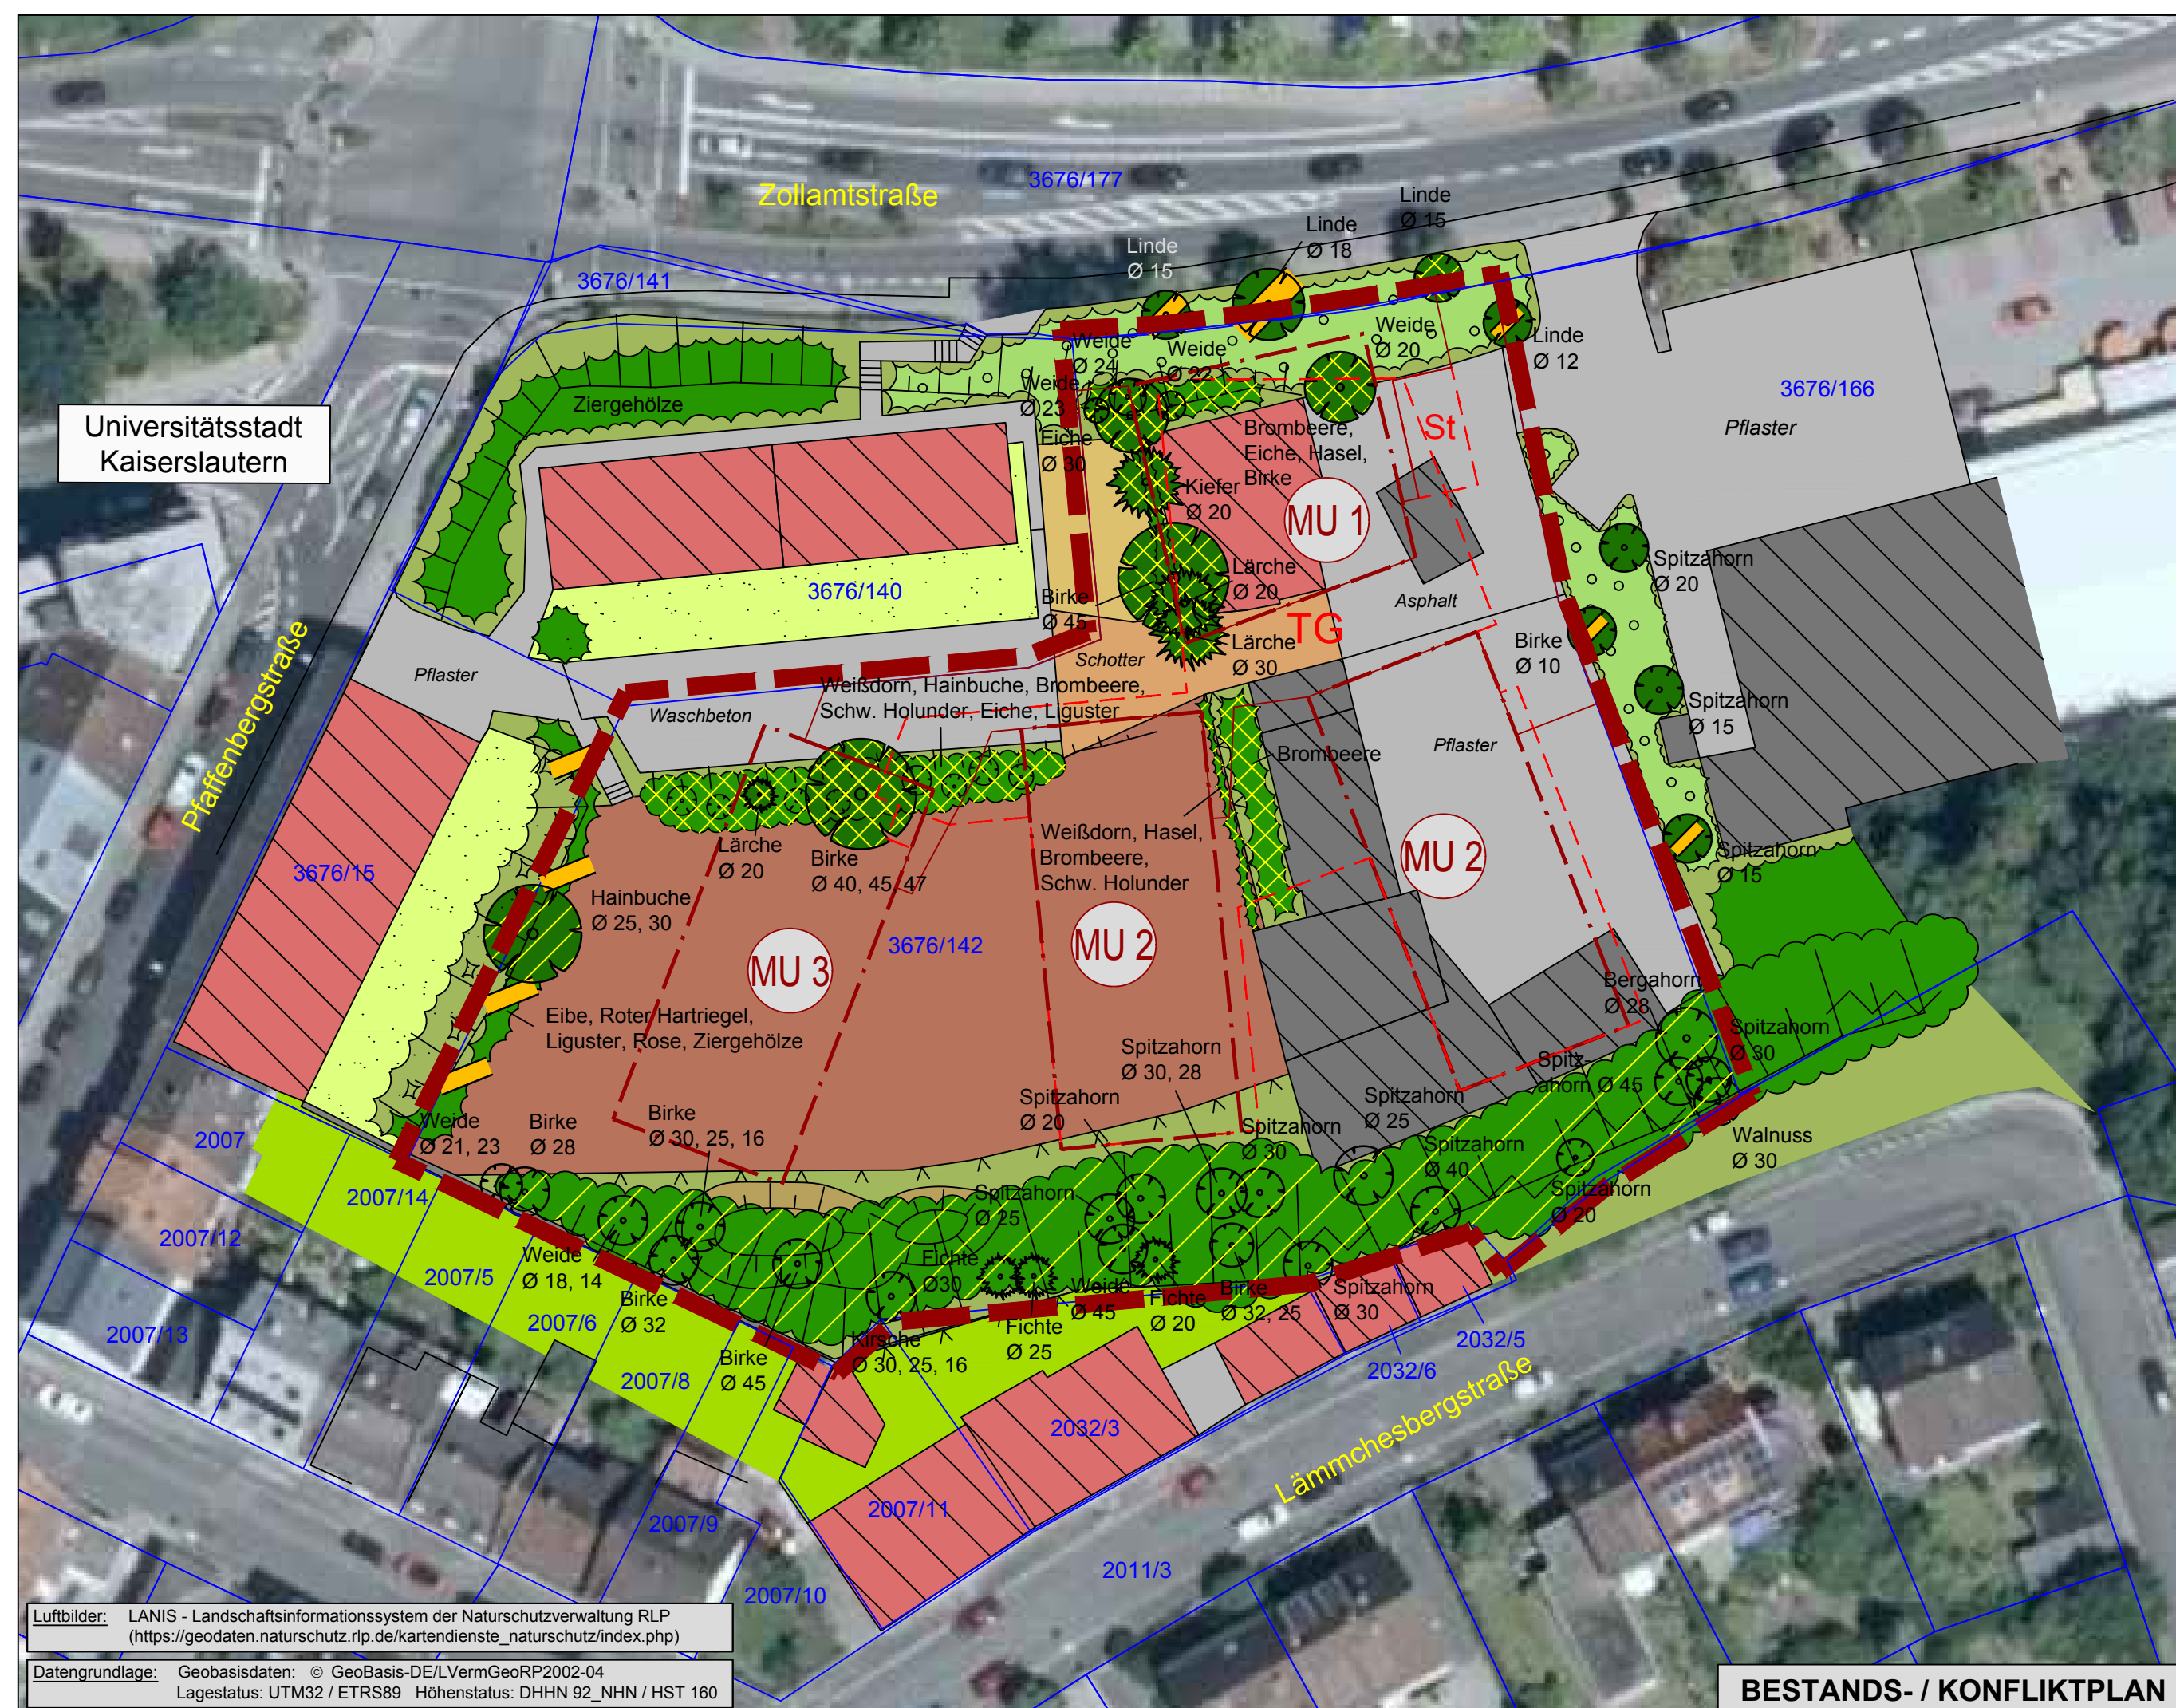 Zollamtstraße
3676/177
Linde
Ø 15
Linde
Ø 18
Linde
Ø 15
3676/141
Weide
Ø 24
Weide
Ø 22
Weide
Ø 20
Linde
Ø 12
Weide
Ø 23
Universitätsstadt
Kaiserslautern
Ziergehölze
3676/166
Pflaster
Eiche
Ø 30
Brombeere,
Eiche, Hasel,
Birke
St
Kiefer
Ø 20
MU 1
3676/140
Lärche
Ø 20
Birke
Ø 45
Asphalt
Spitzahorn
Ø 20
TG
Lärche
Ø 30
Birke
Ø 10
Schotter
Pfaffenbergstraße
Pflaster
Weißdorn, Hainbuche, Brombeere,
Schw. Holunder, Eiche, Liguster
Waschbeton
Spitzahorn
Ø 15
Brombeere
Pflaster
Lärche
Ø 20
Birke
Ø 40, 45, 47
Weißdorn, Hasel,
Brombeere,
Schw. Holunder
MU 2
Spitzahorn
Ø 15
3676/15
Hainbuche
Ø 25, 30
3676/142
MU 3
MU 2
Eibe, Roter Hartriegel,
Liguster, Rose, Ziergehölze
Bergahorn
Ø 28
Spitzahorn
Ø 30
Spitzahorn
Ø 30, 28
Spitz-
ahorn Ø 45
Spitzahorn
Ø 20
Spitzahorn
Ø 25
Weide
Ø 21, 23
Birke
Ø 28
Birke
Ø 30, 25, 16
Spitzahorn
Ø 30
Spitzahorn
Ø 40
Walnuss
Ø 30
2007
2007/14
Spitzahorn
Ø 25
Spitzahorn
Ø 20
2007/12
2007/5
Weide
Ø 18, 14
Fichte
Ø30
Weide
Ø 45
Fichte
Ø 20
Birke
Ø 32, 25
Spitzahorn
Ø 30
2007/13
2007/6
Birke
Ø 32
Fichte
Ø 25
Kirsche
Ø 30, 25, 16
2032/5
2007/8
Birke
Ø 45
2032/6
2032/3
Lämmchesbergstraße
2007/11
2007/9
2011/3
2007/10
Luftbilder: LANIS - Landschaftsinformationssystem der Naturschutzverwaltung RLP
(https://geodaten.naturschutz.rlp.de/kartendienste_naturschutz/index.php)
Datengrundlage: Geobasisdaten: © GeoBasis-DE/LVermGeoRP2002-04
Lagestatus: UTM32 / ETRS89 Höhenstatus: DHHN 92_NHN / HST 160
BESTANDS- / KONFLIKTPLAN